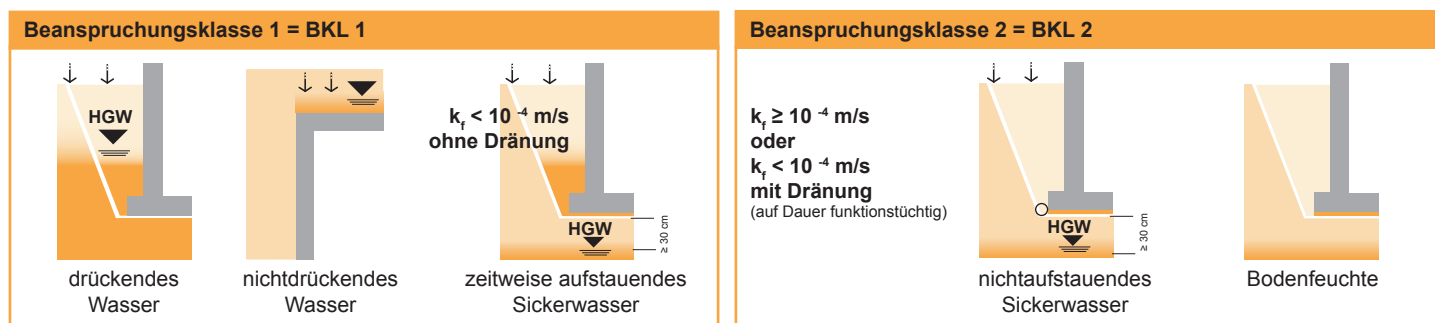 Beanspruchungsklasse 1 = BKL 1
HGW
drückendes
Wasser
nichtdrückendes
Wasser
kf < 10 -4 m/s
ohne Dränung
HGW
≥ 30 cm
zeitweise aufstauendes
Sickerwasser
Beanspruchungsklasse 2 = BKL 2
kf ≥ 10 -4 m/s
oder
kf < 10 -4 m/s
mit Dränung
(auf Dauer funktionstüchtig)
HGW
≥ 30 cm
nichtaufstauendes
Sickerwasser
Bodenfeuchte